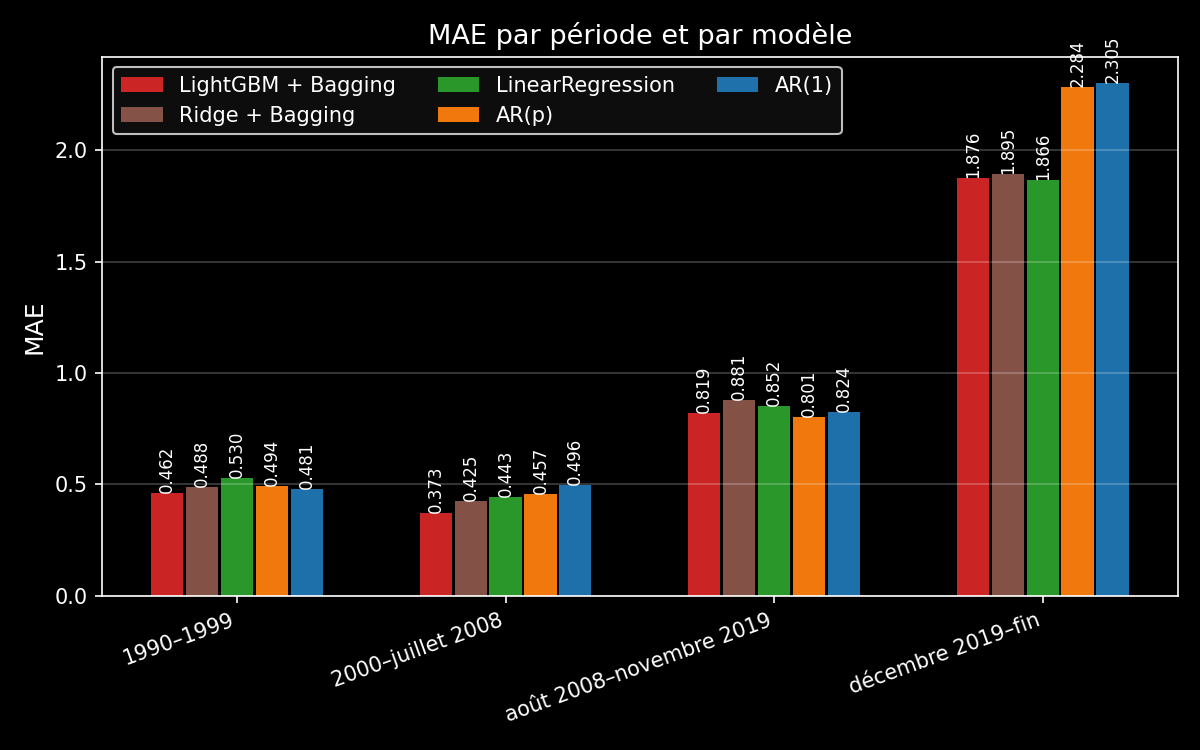 MAE par période et par modèle
LightGBM + Bagging
Ridge + Bagging
LinearRegression
AR(p)
AR(1)
MAE
2.0
1.5
1.0
0.5
0.0
0.462
0.488
0.530
0.494
0.481
0.373
0.425
0.443
0.457
0.496
0.819
0.881
0.852
0.801
0.824
1.876
1.895
1.866
2.284
2.305
1990–1999
2000–juillet 2008
août 2008–novembre 2019
décembre 2019–fin